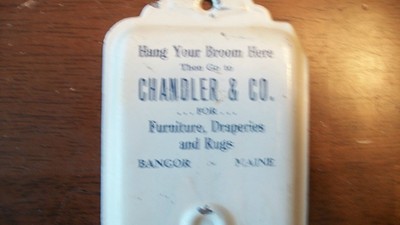 Hang Your Broom Here
Then Go to
CHANDLER & CO.
...FOR...
Furniture, Draperies
and Rugs
BANGOR - MAINE